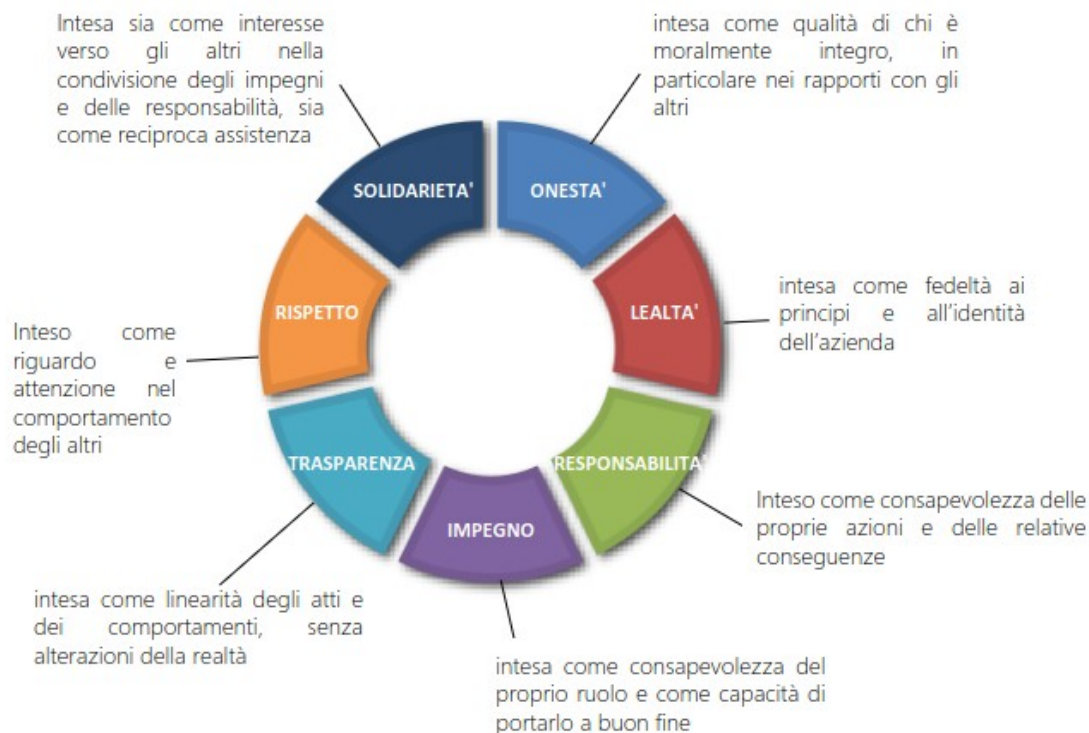 Intesa sia come interesse
verso gli altri nella
condivisione degli impegni
e delle responsabilità, sia
come reciproca assistenza
intesa come qualità di chi è
moralmente integro, in
particolare nei rapporti con gli
altri
SOLIDARIETA'
ONESTA'
RISPETTO
LEALTA'
intesa come fedeltà ai
principi e all'identità
dell'azienda
Inteso come
riguardo e
attenzione nel
comportamento
degli altri
TRASPARENZA
RESPONSABILITA'
IMPEGNO
Inteso come consapevolezza delle
proprie azioni e delle relative
conseguenze
intesa come linearità degli atti e
dei comportamenti, senza
alterazioni della realtà
intesa come consapevolezza del
proprio ruolo e come capacità di
portarlo a buon fine